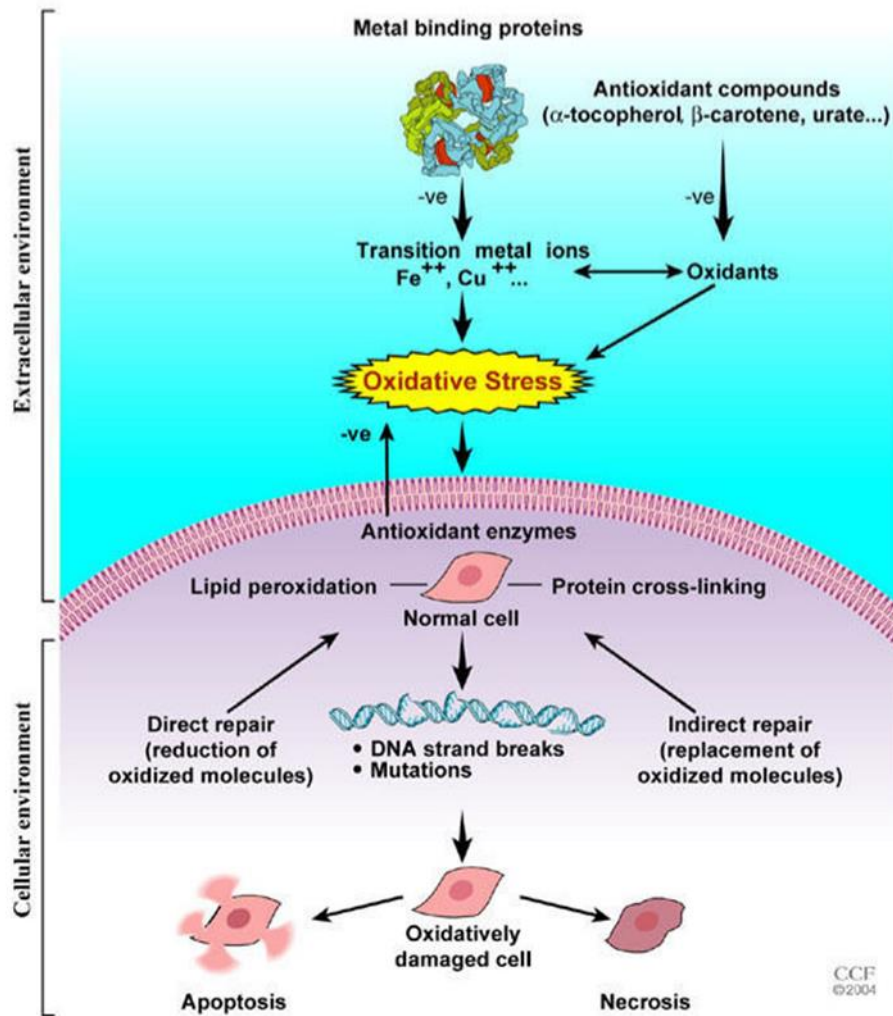 Metal binding proteins
Antioxidant compounds
(α-tocopherol, β-carotene, urate...)
-ve
-ve
Transition metal ions
Fe++, Cu++...
Oxidants
Oxidative Stress
-ve
Extracellular environment
Antioxidant enzymes
Lipid peroxidation
Protein cross-linking
Normal cell
Direct repair
(reduction of
oxidized molecules)
• DNA strand breaks
• Mutations
Indirect repair
(replacement of
oxidized molecules)
Cellular environment
Oxidatively
damaged cell
Apoptosis
Necrosis
CCF
©2004